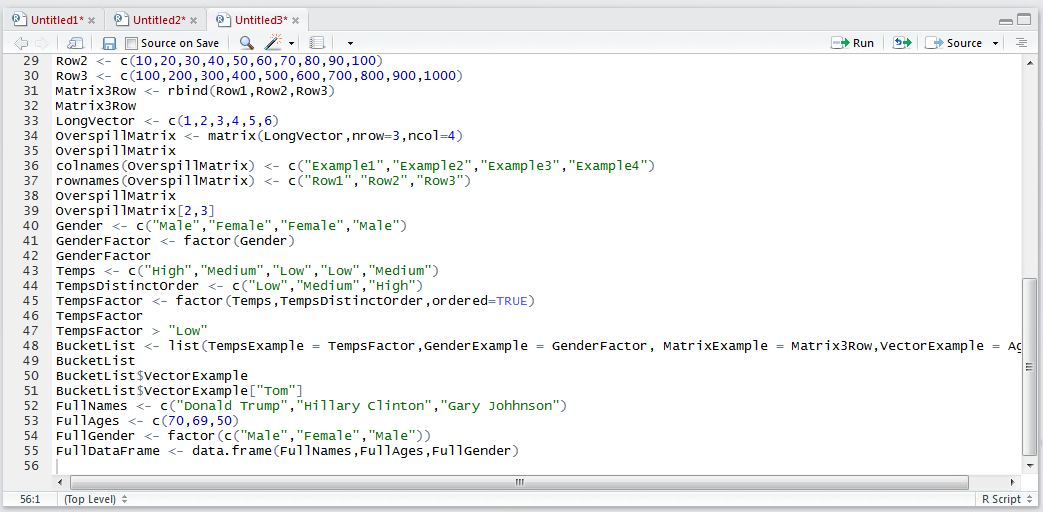 Untitled1* Untitled2* Untitled3*
Source on Save Run Source
29 Row2 <- c(10,20,30,40,50,60,70,80,90,100)
30 Row3 <- c(100,200,300,400,500,600,700,800,900,1000)
31 Matrix3Row <- rbind(Row1,Row2,Row3)
32 Matrix3Row
33 LongVector <- c(1,2,3,4,5,6)
34 OverspillMatrix <- matrix(LongVector,nrow=3,ncol=4)
35 OverspillMatrix
36 colnames(OverspillMatrix) <- c("Example1","Example2","Example3","Example4")
37 rownames(OverspillMatrix) <- c("Row1","Row2","Row3")
38 OverspillMatrix
39 OverspillMatrix[2,3]
40 Gender <- c("Male","Female","Female","Male")
41 GenderFactor <- factor(Gender)
42 GenderFactor
43 Temps <- c("High","Medium","Low","Low","Medium")
44 TempsDistinctOrder <- c("Low","Medium","High")
45 TempsFactor <- factor(Temps,TempsDistinctOrder,ordered=TRUE)
46 TempsFactor
47 TempsFactor > "Low"
48 BucketList <- list(TempsExample = TempsFactor,GenderExample = GenderFactor, MatrixExample = Matrix3Row,VectorExample = Ag
49 BucketList
50 BucketList$VectorExample
51 BucketList$VectorExample["Tom"]
52 FullNames <- c("Donald Trump","Hillary Clinton","Gary Johhnson")
53 FullAges <- c(70,69,50)
54 FullGender <- factor(c("Male","Female","Male"))
55 FullDataFrame <- data.frame(FullNames,FullAges,FullGender)
56
56:1 (Top Level) R Script